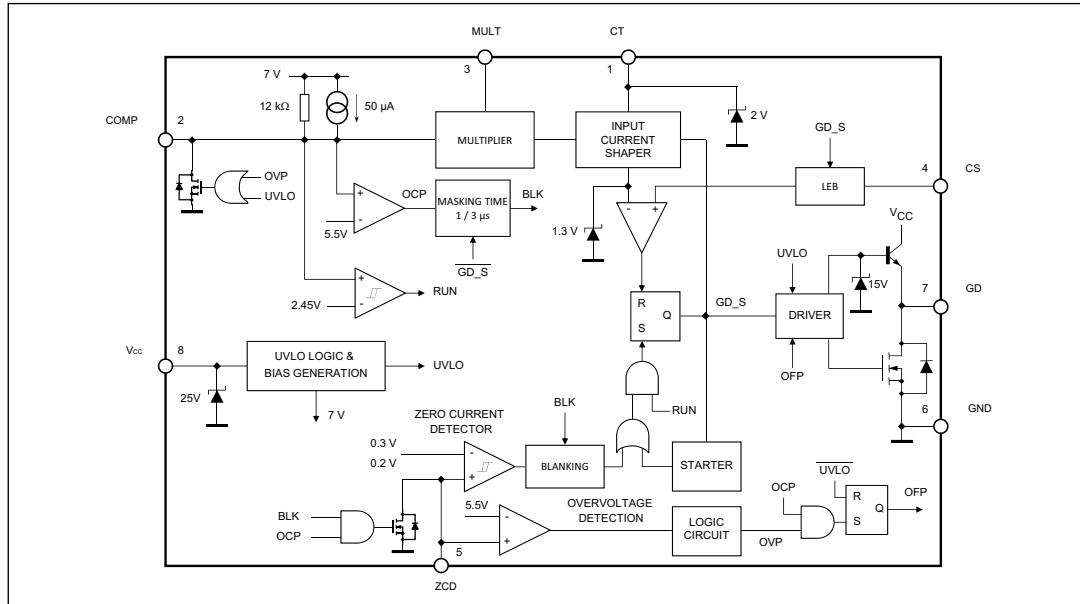 MULT
CT
3
1
7 V
12 kΩ
50 μA
2 V
COMP
2
MULTIPLIER
INPUT
CURRENT
SHAPER
GD_S
4
CS
LEB
OVP
UVLO
+
-
5.5V
OCP
MASKING TIME
1 / 3 μs
BLK
GD_S
-
+
1.3 V
VCC
UVLO
15V
7
GD
+
-
2.45V
RUN
R
S
Q
GD_S
DRIVER
OFP
Vcc
8
UVLO LOGIC &
BIAS GENERATION
UVLO
25V
7 V
RUN
6
GND
ZERO CURRENT
DETECTOR
BLK
0.3 V
0.2 V
-
+
BLANKING
STARTER
UVLO
OCP
R
S
Q
OFP
BLK
OCP
5.5V
-
+
OVERVOLTAGE
DETECTION
LOGIC
CIRCUIT
OVP
5
ZCD